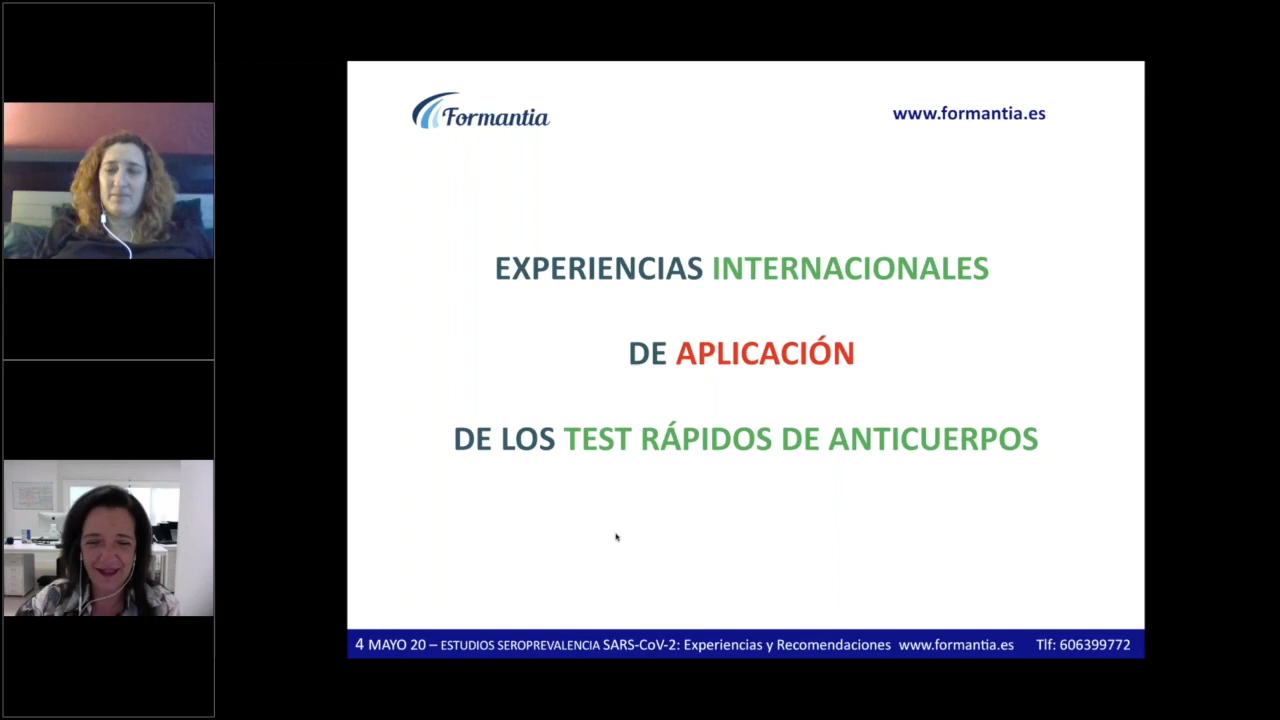 Formantia
www.formantia.es
EXPERIENCIAS INTERNACIONALES
DE APLICACIÓN
DE LOS TEST RÁPIDOS DE ANTICUERPOS
4 MAYO 20 – ESTUDIOS SEROPREVALENCIA SARS-CoV-2: Experiencias y Recomendaciones www.formantia.es Tlf: 606399772